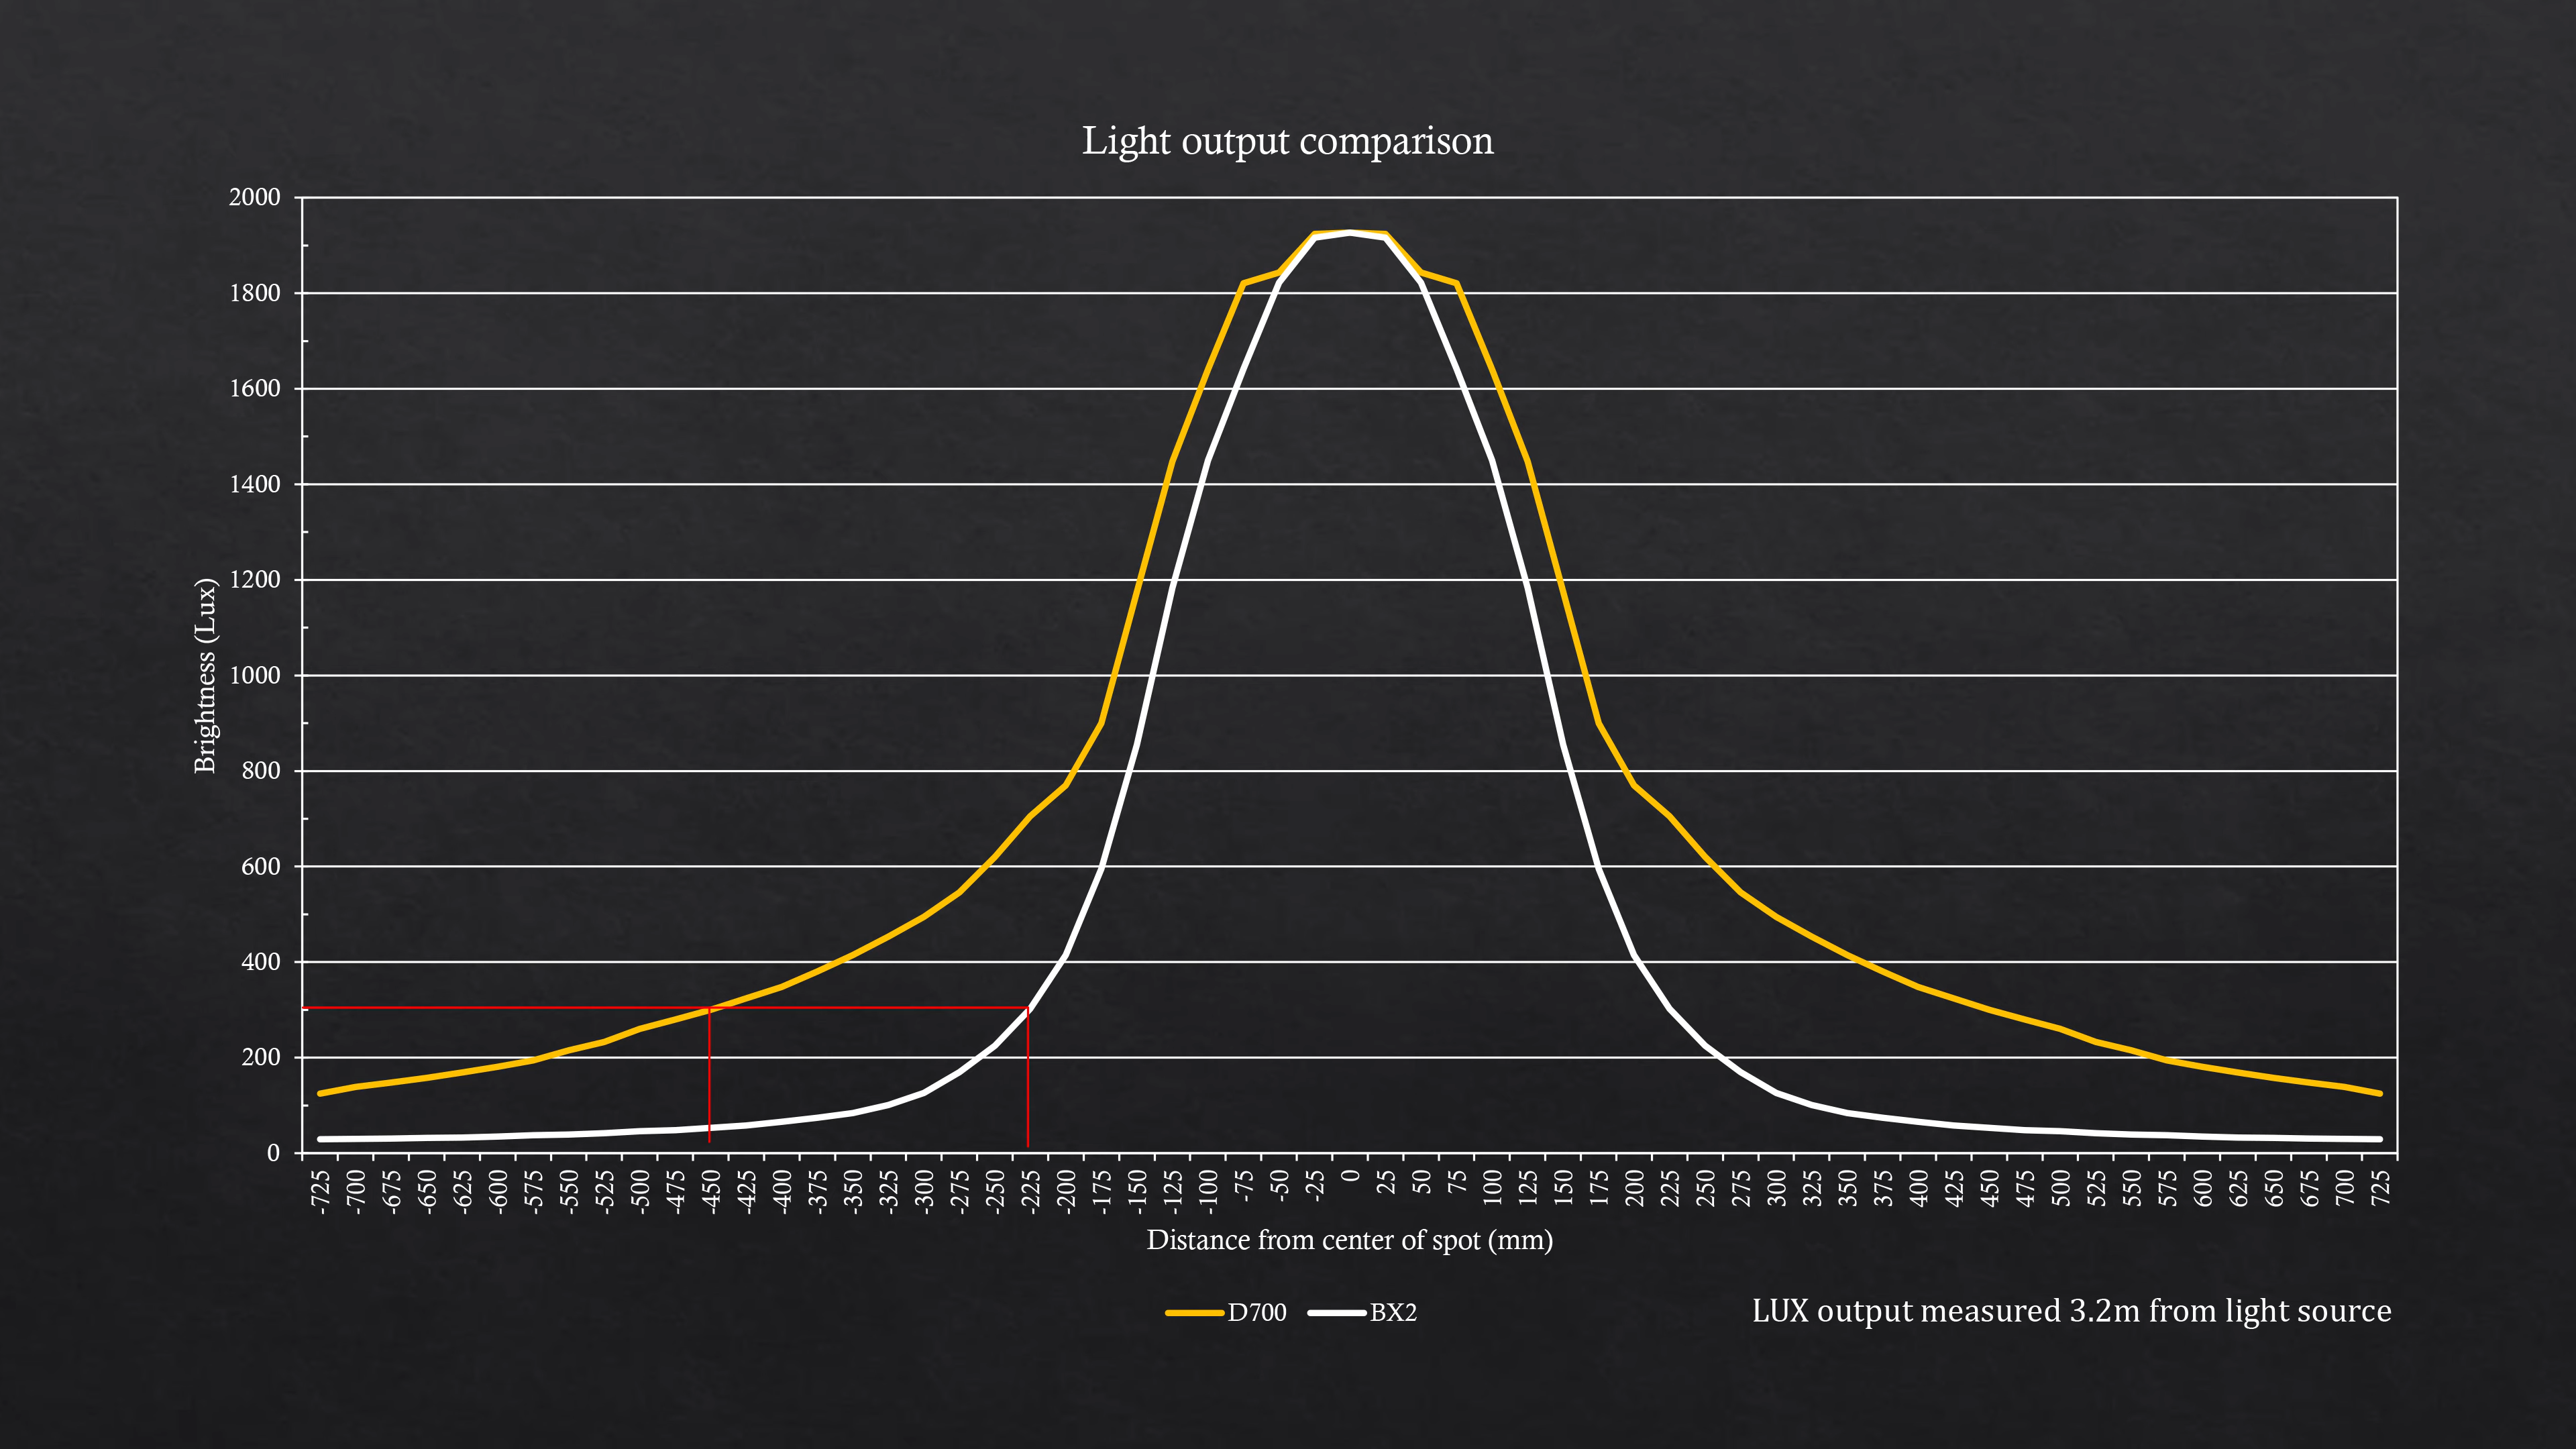 Light output comparison
2000
1800
1600
1400
1200
1000
800
600
400
200
0
Brightness (Lux)
-725 -700 -675 -650 -625 -600 -575 -550 -525 -500 -475 -450 -425 -400 -375 -350 -325 -300 -275 -250 -2225 -200 -175 -150 -125 -100 -75 -50 -25 0 25 50 75 100 125 150 175 200 225 250 275 300 325 350 375 400 425 450 475 500 525 550 575 600 625 650 675 700 725
Distance from center of spot (mm)
D700 BX2
LUX output measured 3.2m from light source